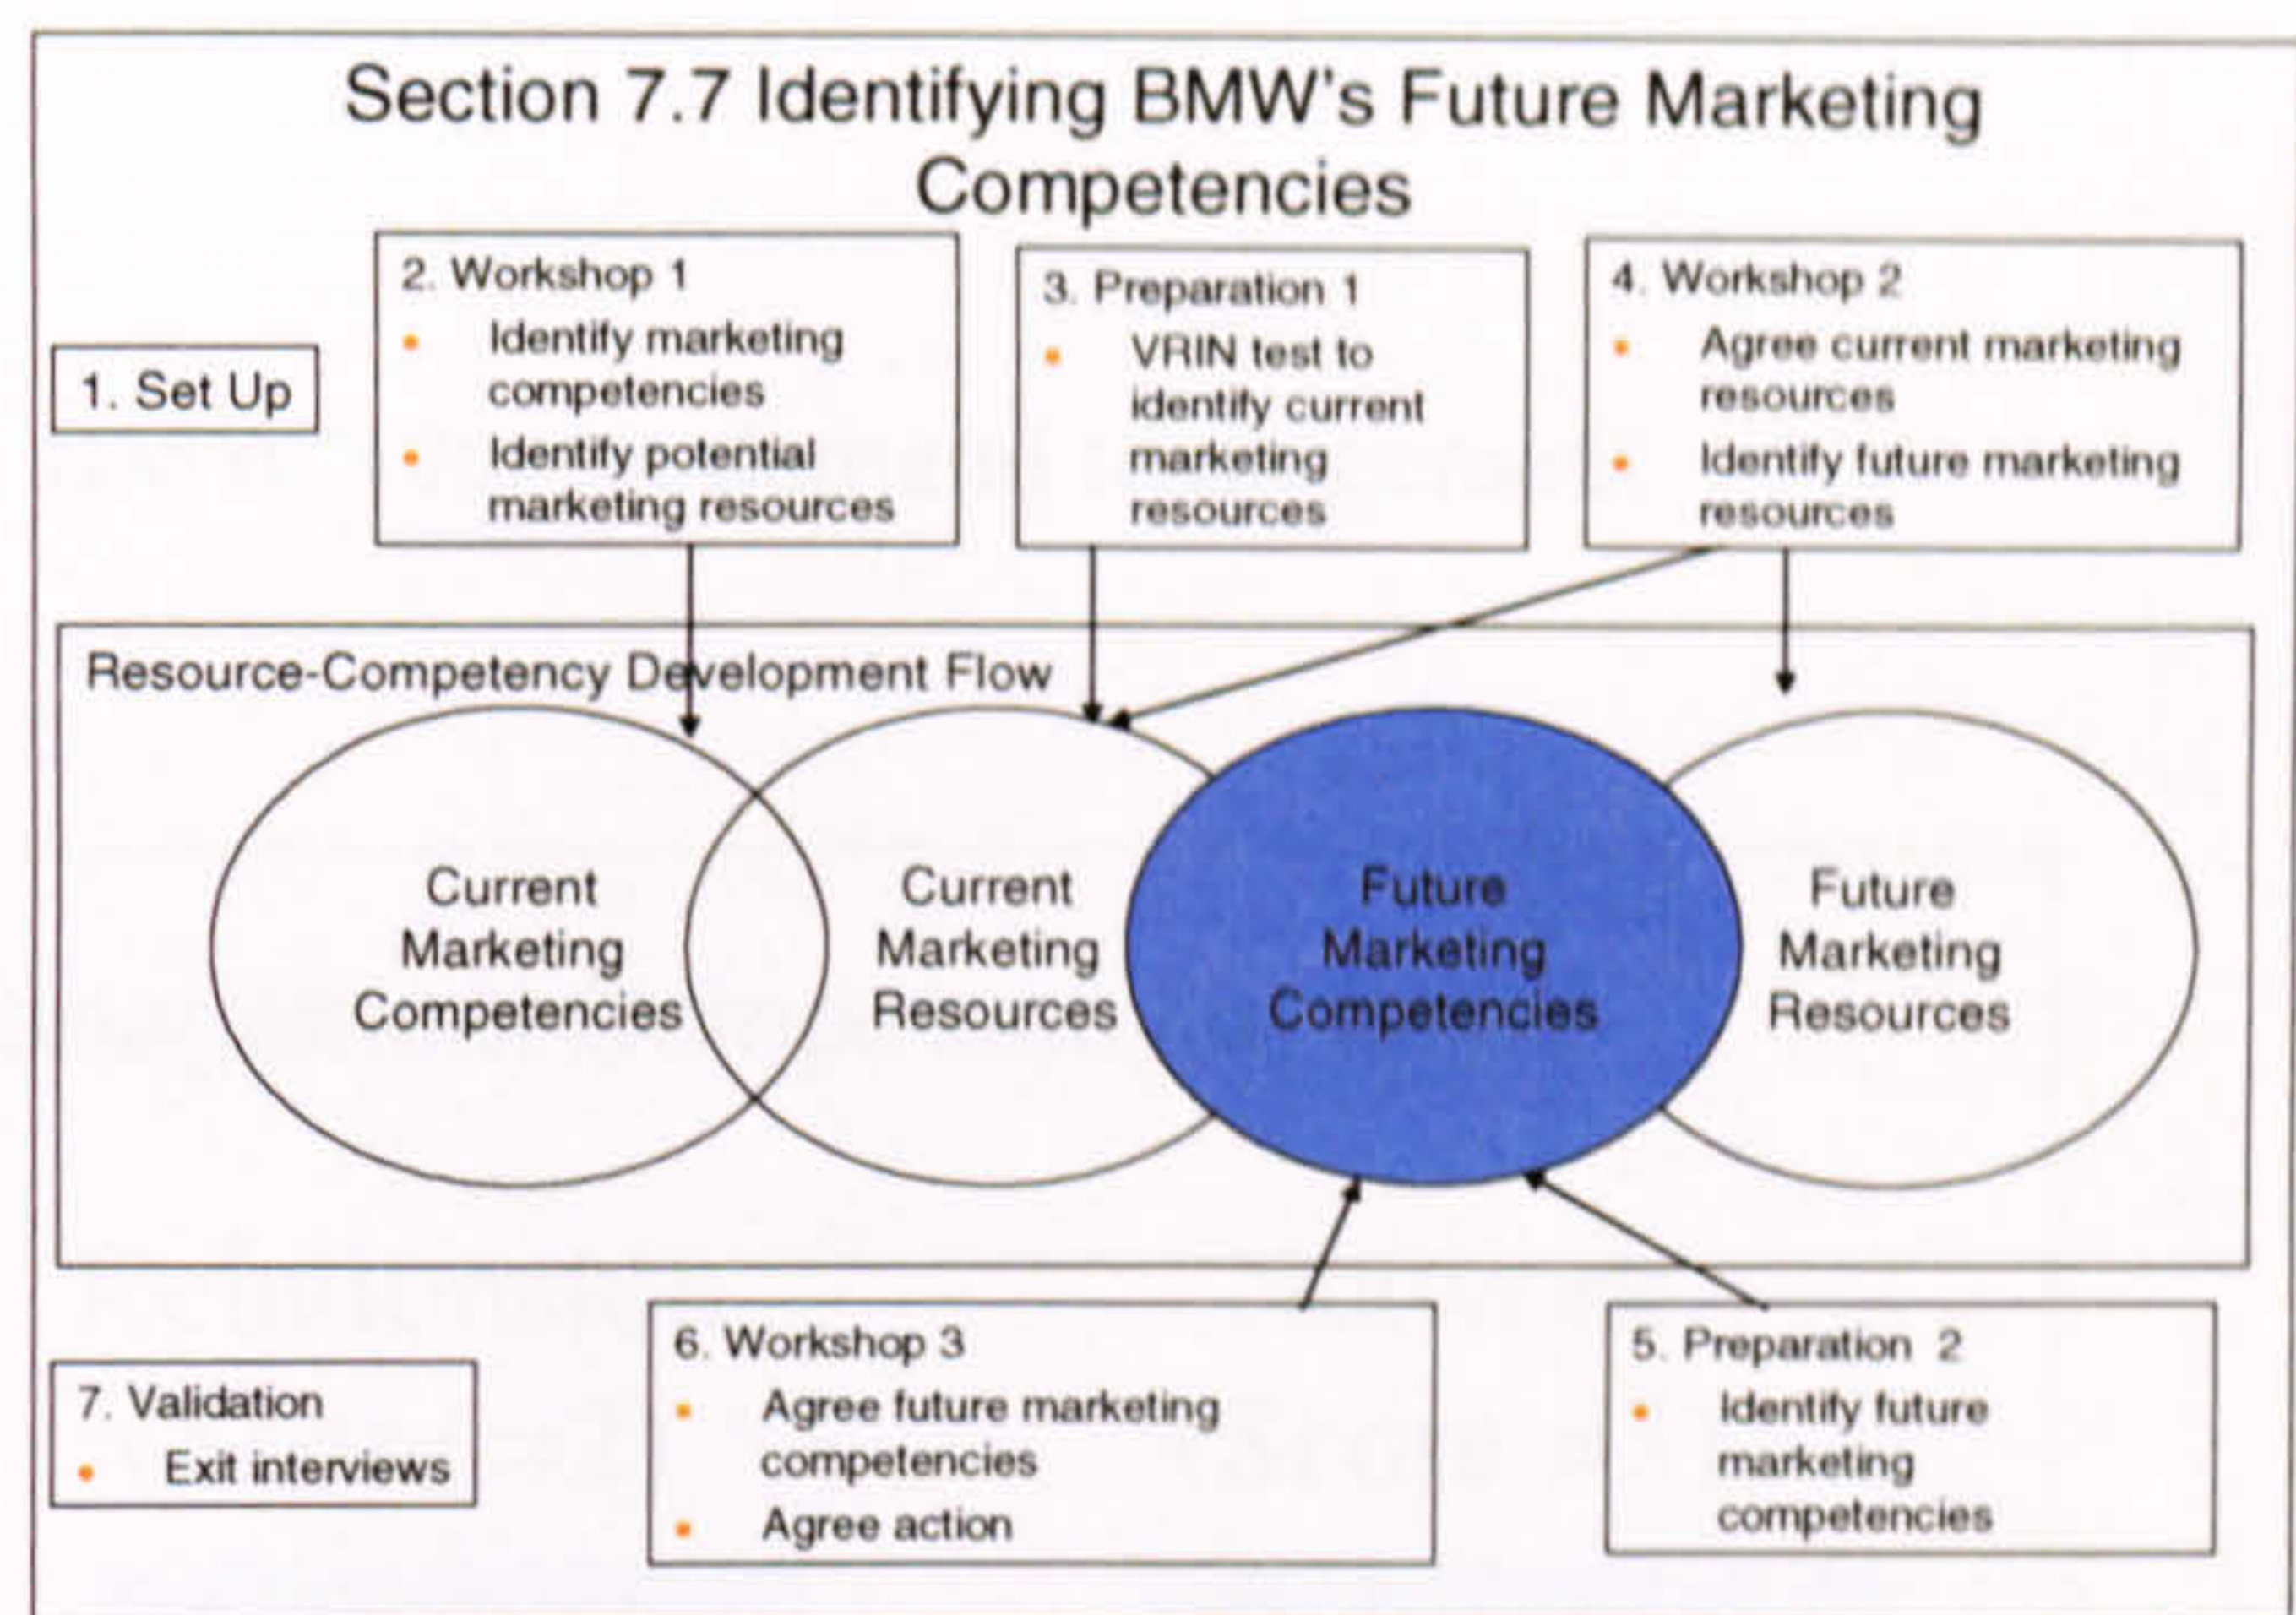 Section 7.7 Identifying BMW's Future Marketing
Competencies
1. Set Up
2. Workshop 1
• Identify marketing
competencies
• Identify potential
marketing resources
3. Preparation 1
• VRIN test to
identify current
marketing
resources
4. Workshop 2
• Agree current marketing
resources
• Identify future marketing
resources
Resource-Competency Development Flow
Current
Marketing
Competencies
Current
Marketing
Resources
Future
Marketing
Competencies
Future
Marketing
Resources
7. Validation
• Exit interviews
6. Workshop 3
• Agree future marketing
competencies
• Agree action
5. Preparation 2
• Identify future
marketing
competencies